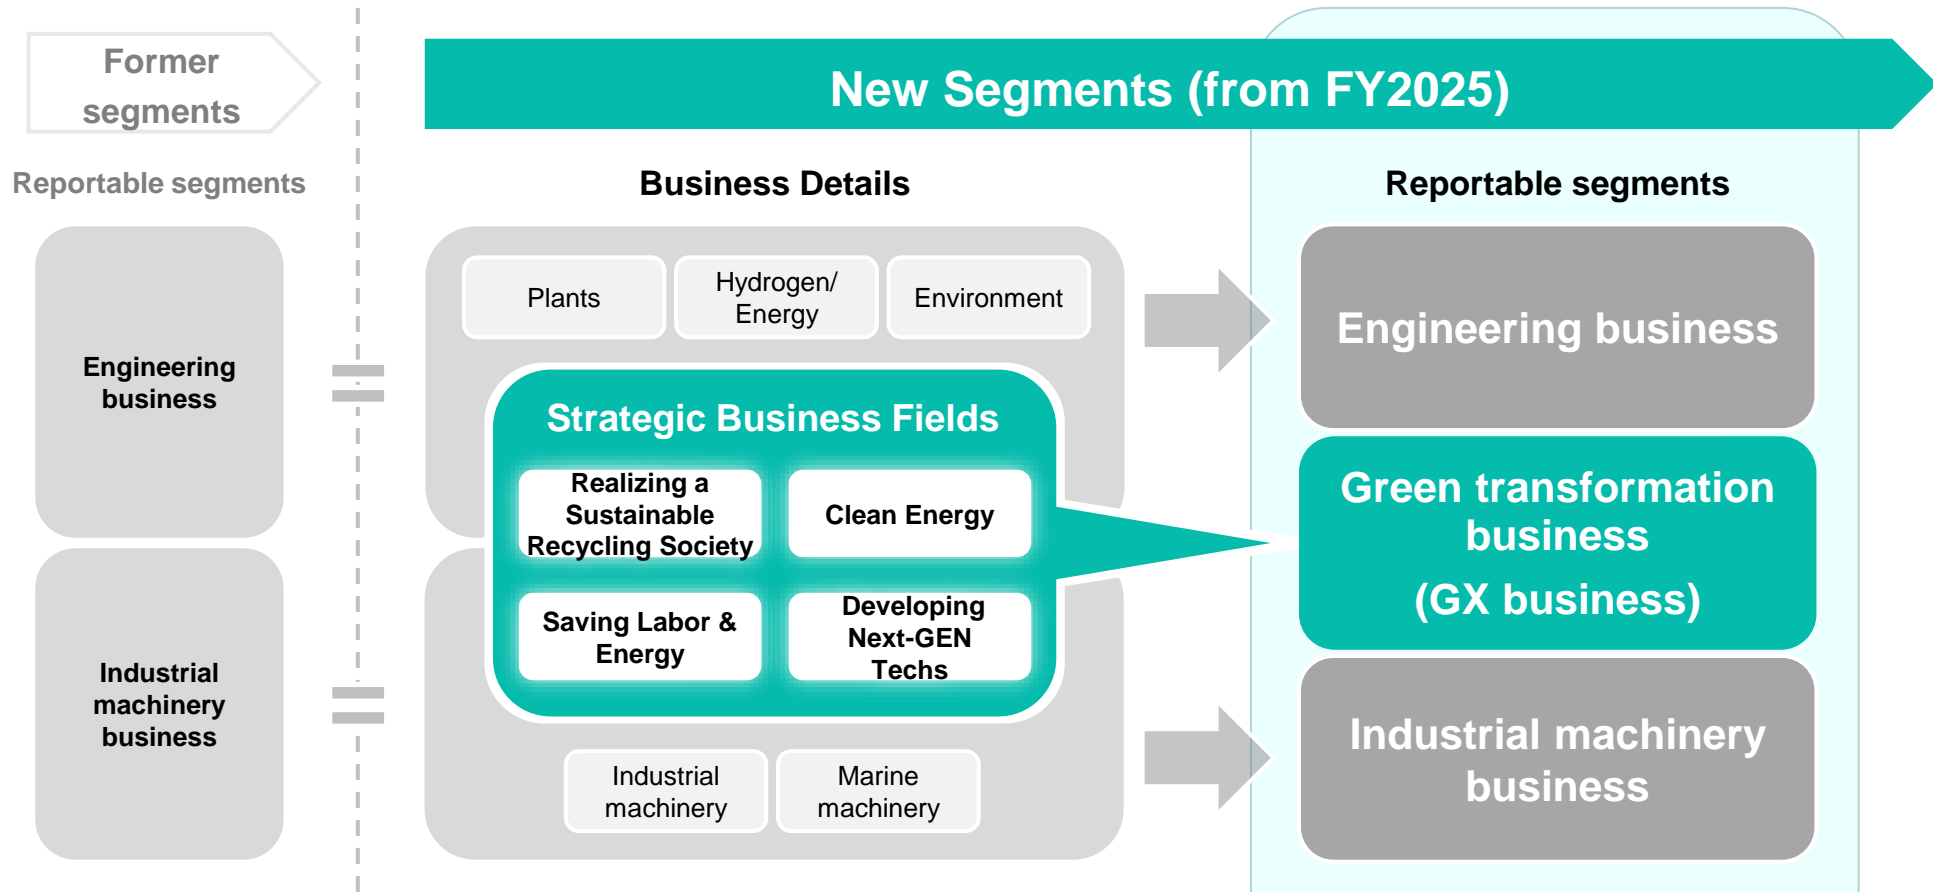 Former
segments
New Segments (from FY2025)
Reportable segments
Business Details
Reportable segments
Engineering
business
Industrial
machinery
business
Plants
Hydrogen/
Energy
Environment
Strategic Business Fields
Realizing a
Sustainable
Recycling Society
Clean Energy
Saving Labor &
Energy
Developing
Next-GEN
Techs
Industrial
machinery
Marine
machinery
Engineering business
Green transformation
business
(GX business)
Industrial machinery
business